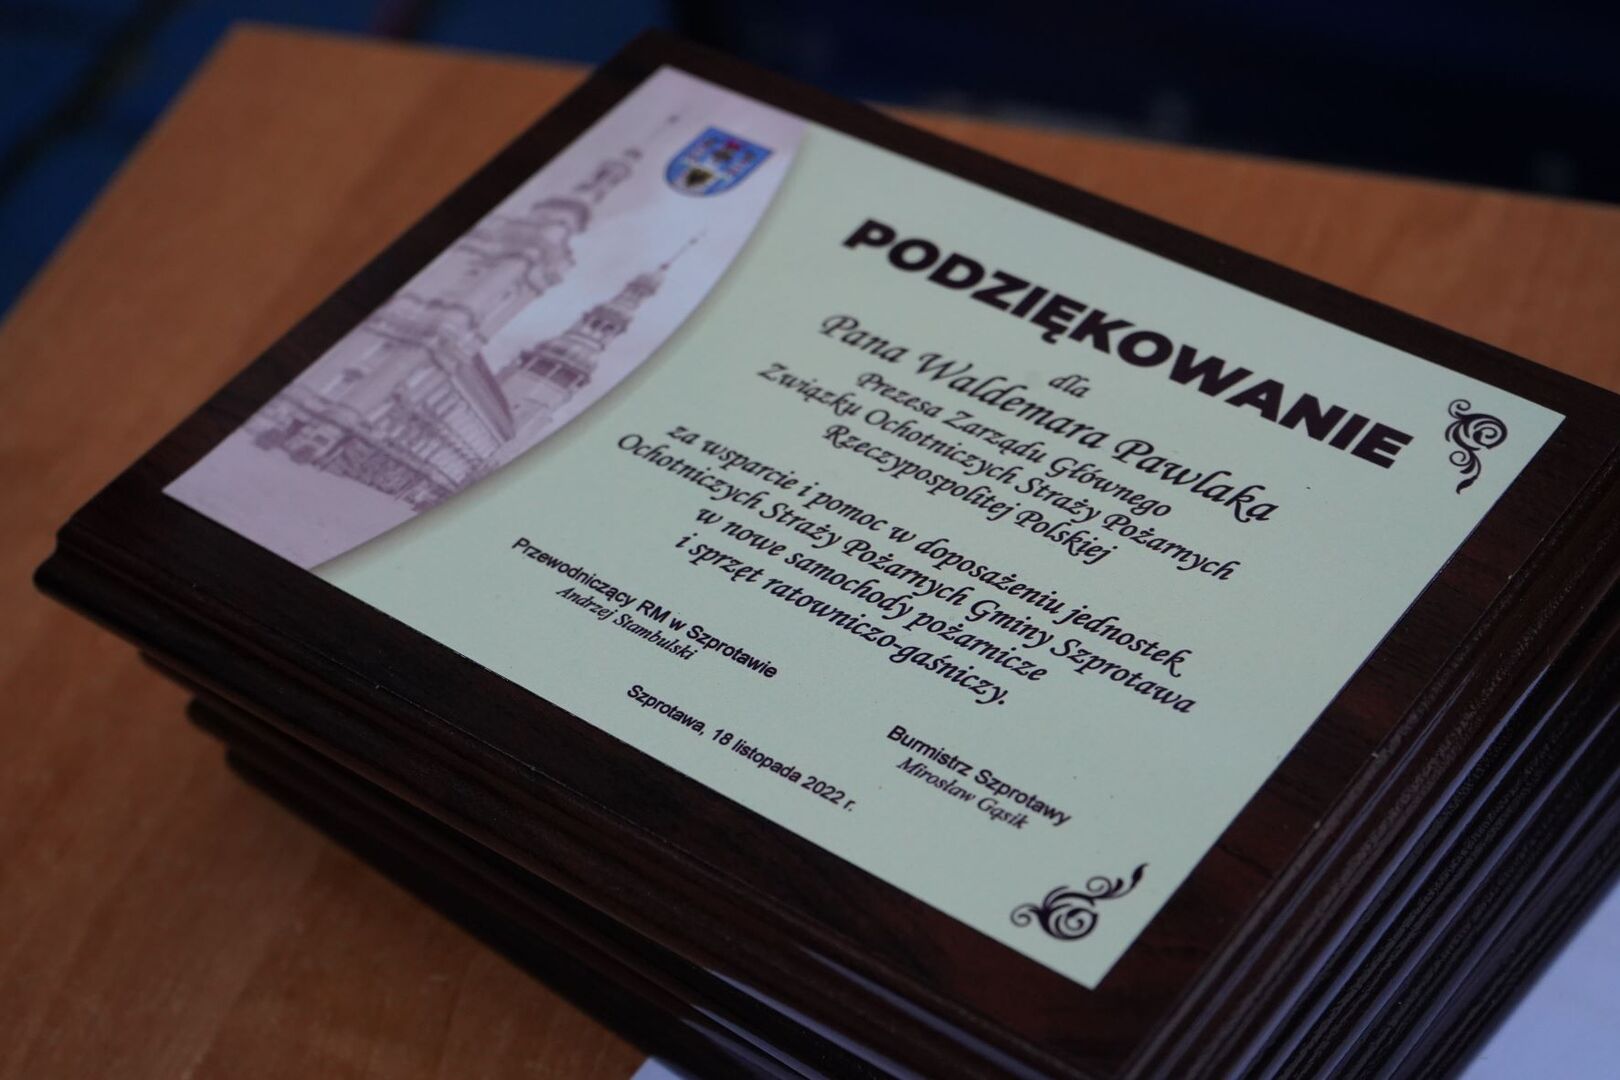 PODZIĘKOWANIE
dla
Pana Waldemara Pawlaka
Prezesa Zarządu Głównego
Związku Ochotniczych Straży Pożarnych
Rzeczypospolitej Polskiej
za wsparcie i pomoc w doposażeniu jednostek
Ochotniczych Straży Pożarnych Gminy Szprotawa
w nowe samochody pożarnicze
i sprzęt ratowniczo-gaśniczy.
Przewodniczący RM w Szprotawie
Andrzej Stambulski
Burmistrz Szprotawy
Mirosław Gąsik
Szprotawa, 18 listopada 2022 r.